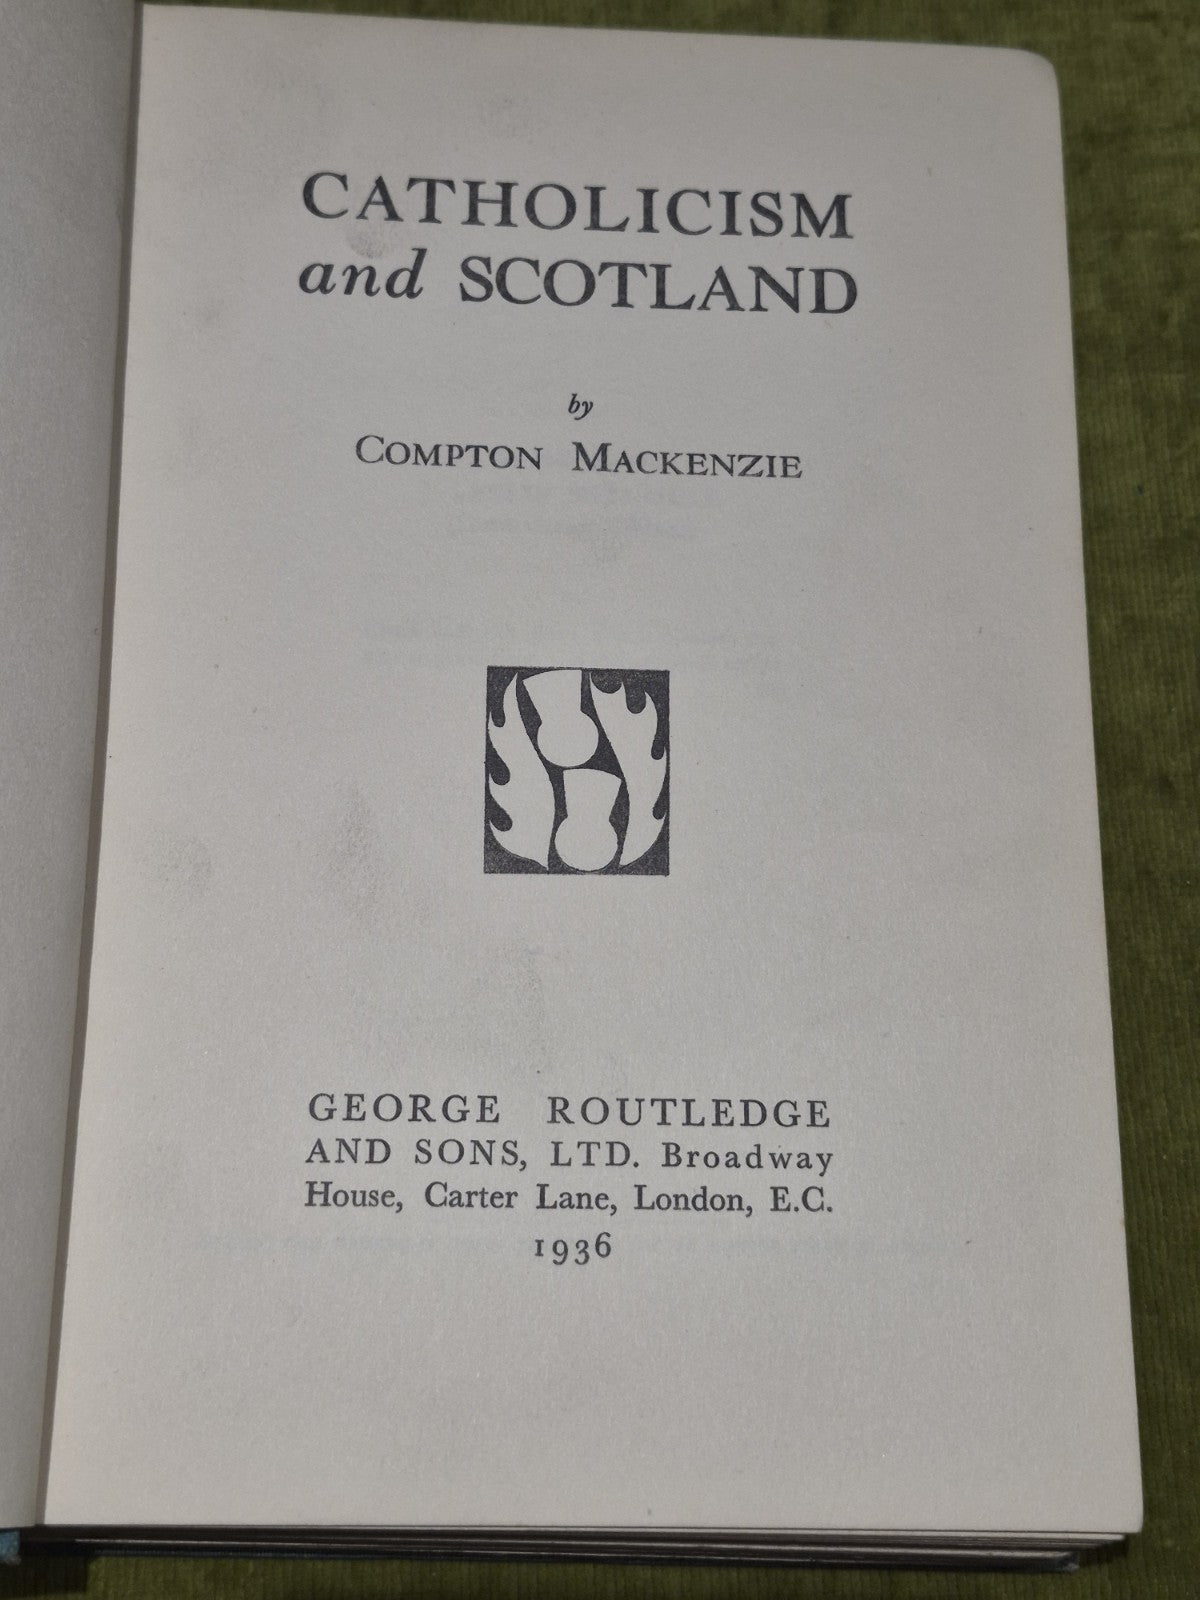 CATHOLICISM
and SCOTLAND
by
COMPTON MACKENZIE
GEORGE ROUTLEDGE
AND SONS, LTD. Broadway
House, Carter Lane, London, E.C.
1936